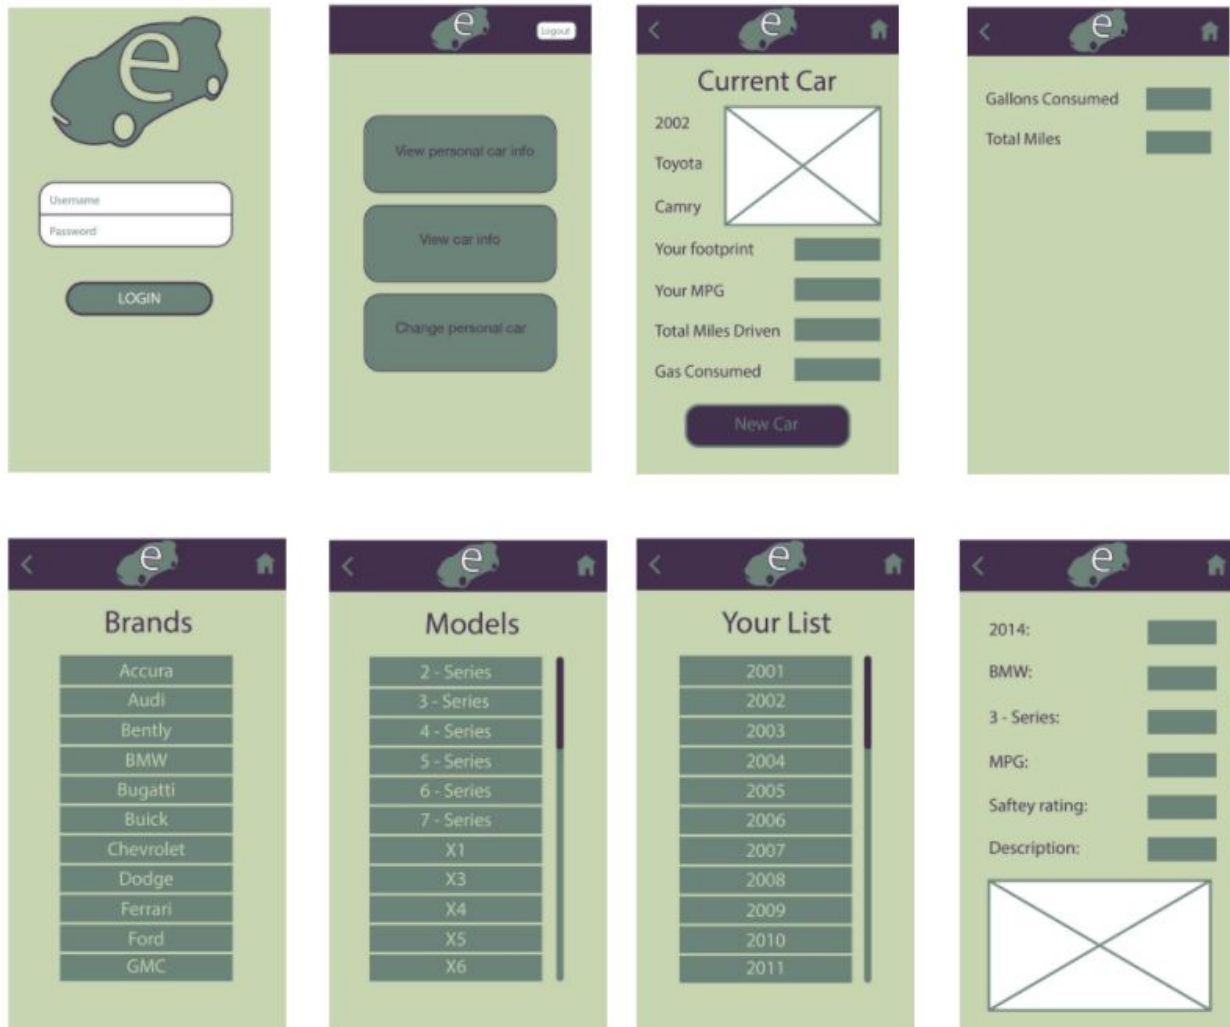 e
Username
Password
LOGIN
e
Logout
View personal car info
View car info
Change personal car
e
Current Car
2002
Toyota
Camry
Your footprint
Your MPG
Total Miles Driven
Gas Consumed
New Car
e
Gallons Consumed
Total Miles
e
Brands
Accura
Audi
Bently
BMW
Bugatti
Buick
Chevrolet
Dodge
Ferrari
Ford
GMC
e
Models
2 - Series
3 - Series
4 - Series
5 - Series
6 - Series
7 - Series
X1
X3
X4
X5
X6
e
Your List
2001
2002
2003
2004
2005
2006
2007
2008
2009
2010
2011
e
2014:
BMW:
3 - Series:
MPG:
Saftey rating:
Description: